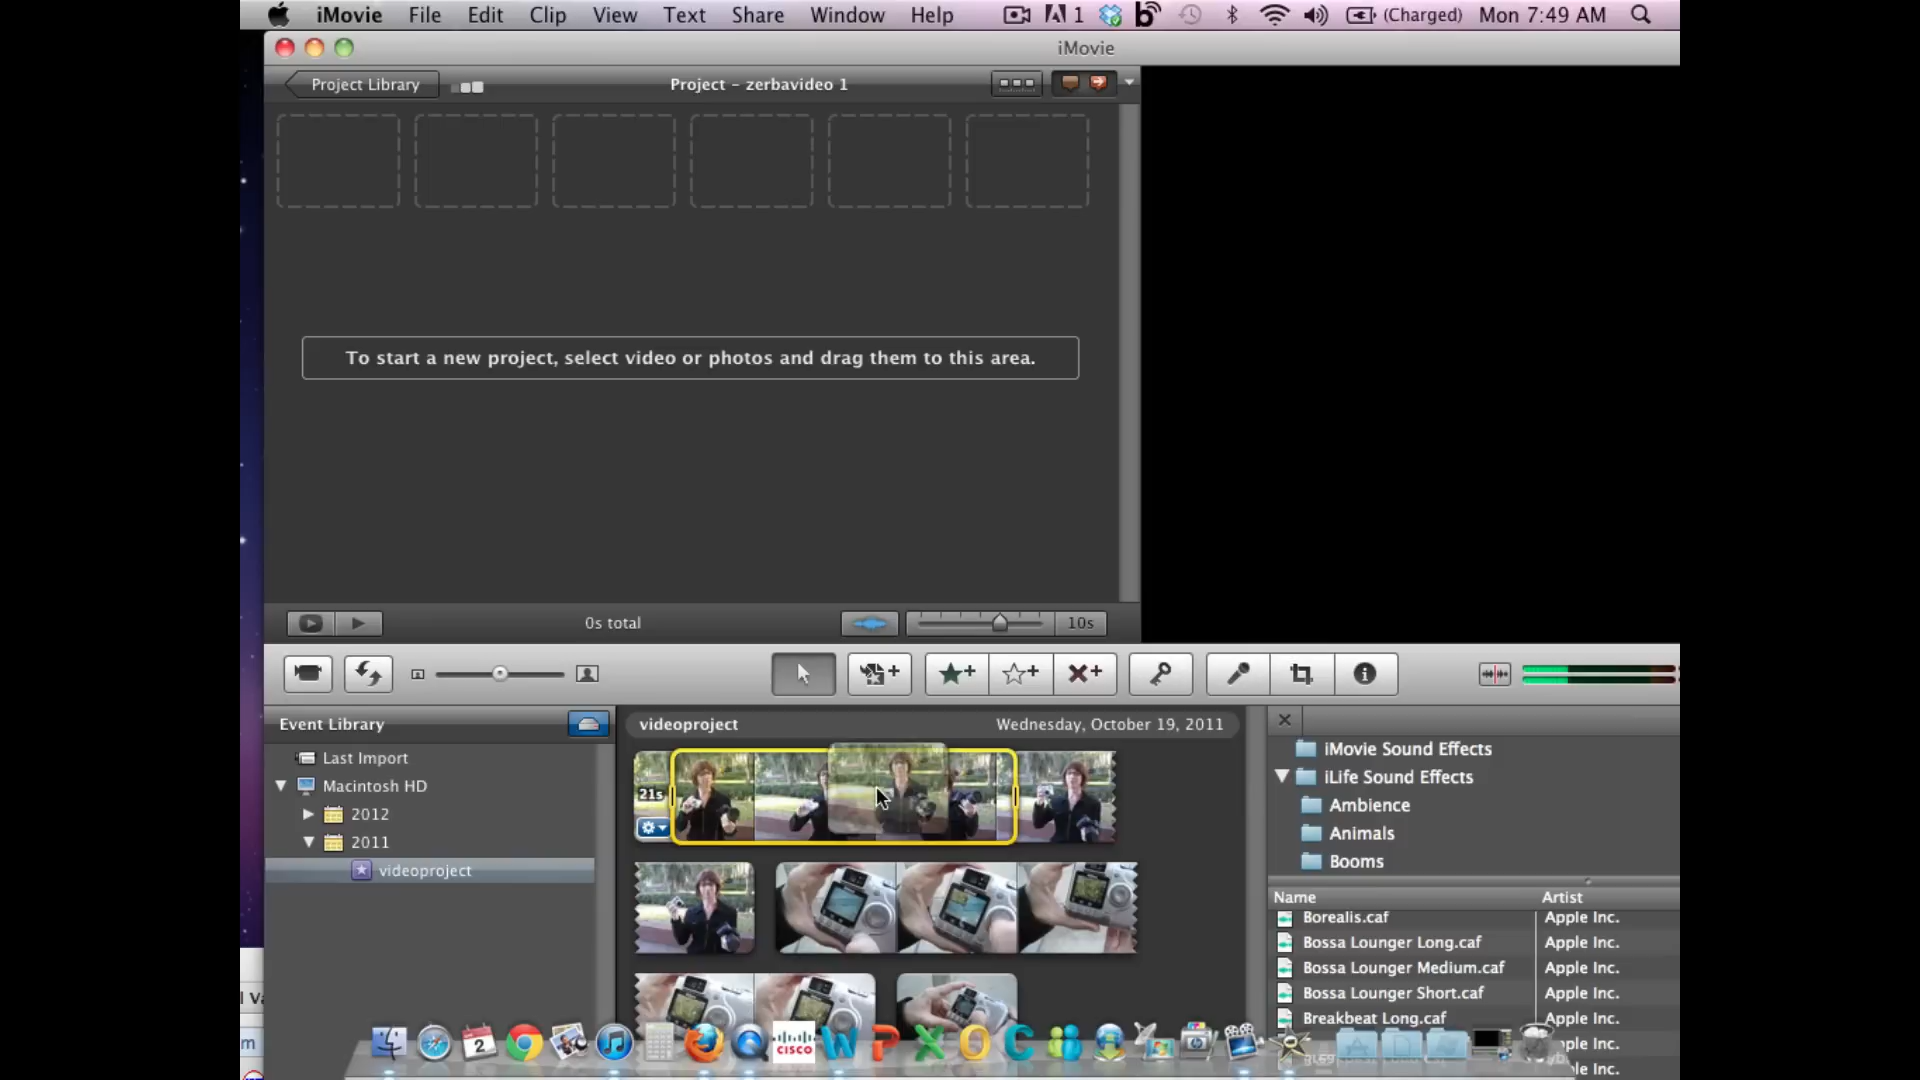 iMovie File Edit Clip View Text Share Window Help 1 (Charged) Mon 7:49 AM
iMovie
Project Library
Project - zerbavideo 1
To start a new project, select video or photos and drag them to this area.
0s total
10s
Event Library
Last Import
Macintosh HD
2012
2011
videoproject
videoproject
Wednesday, October 19, 2011
21s
iMovie Sound Effects
iLife Sound Effects
Ambience
Animals
Booms
Name Artist
Borealis.caf Apple Inc.
Bossa Lounger Long.caf Apple Inc.
Bossa Lounger Medium.caf Apple Inc.
Bossa Lounger Short.caf Apple Inc.
Breakbeat Long.caf Apple Inc.
2
CISCO